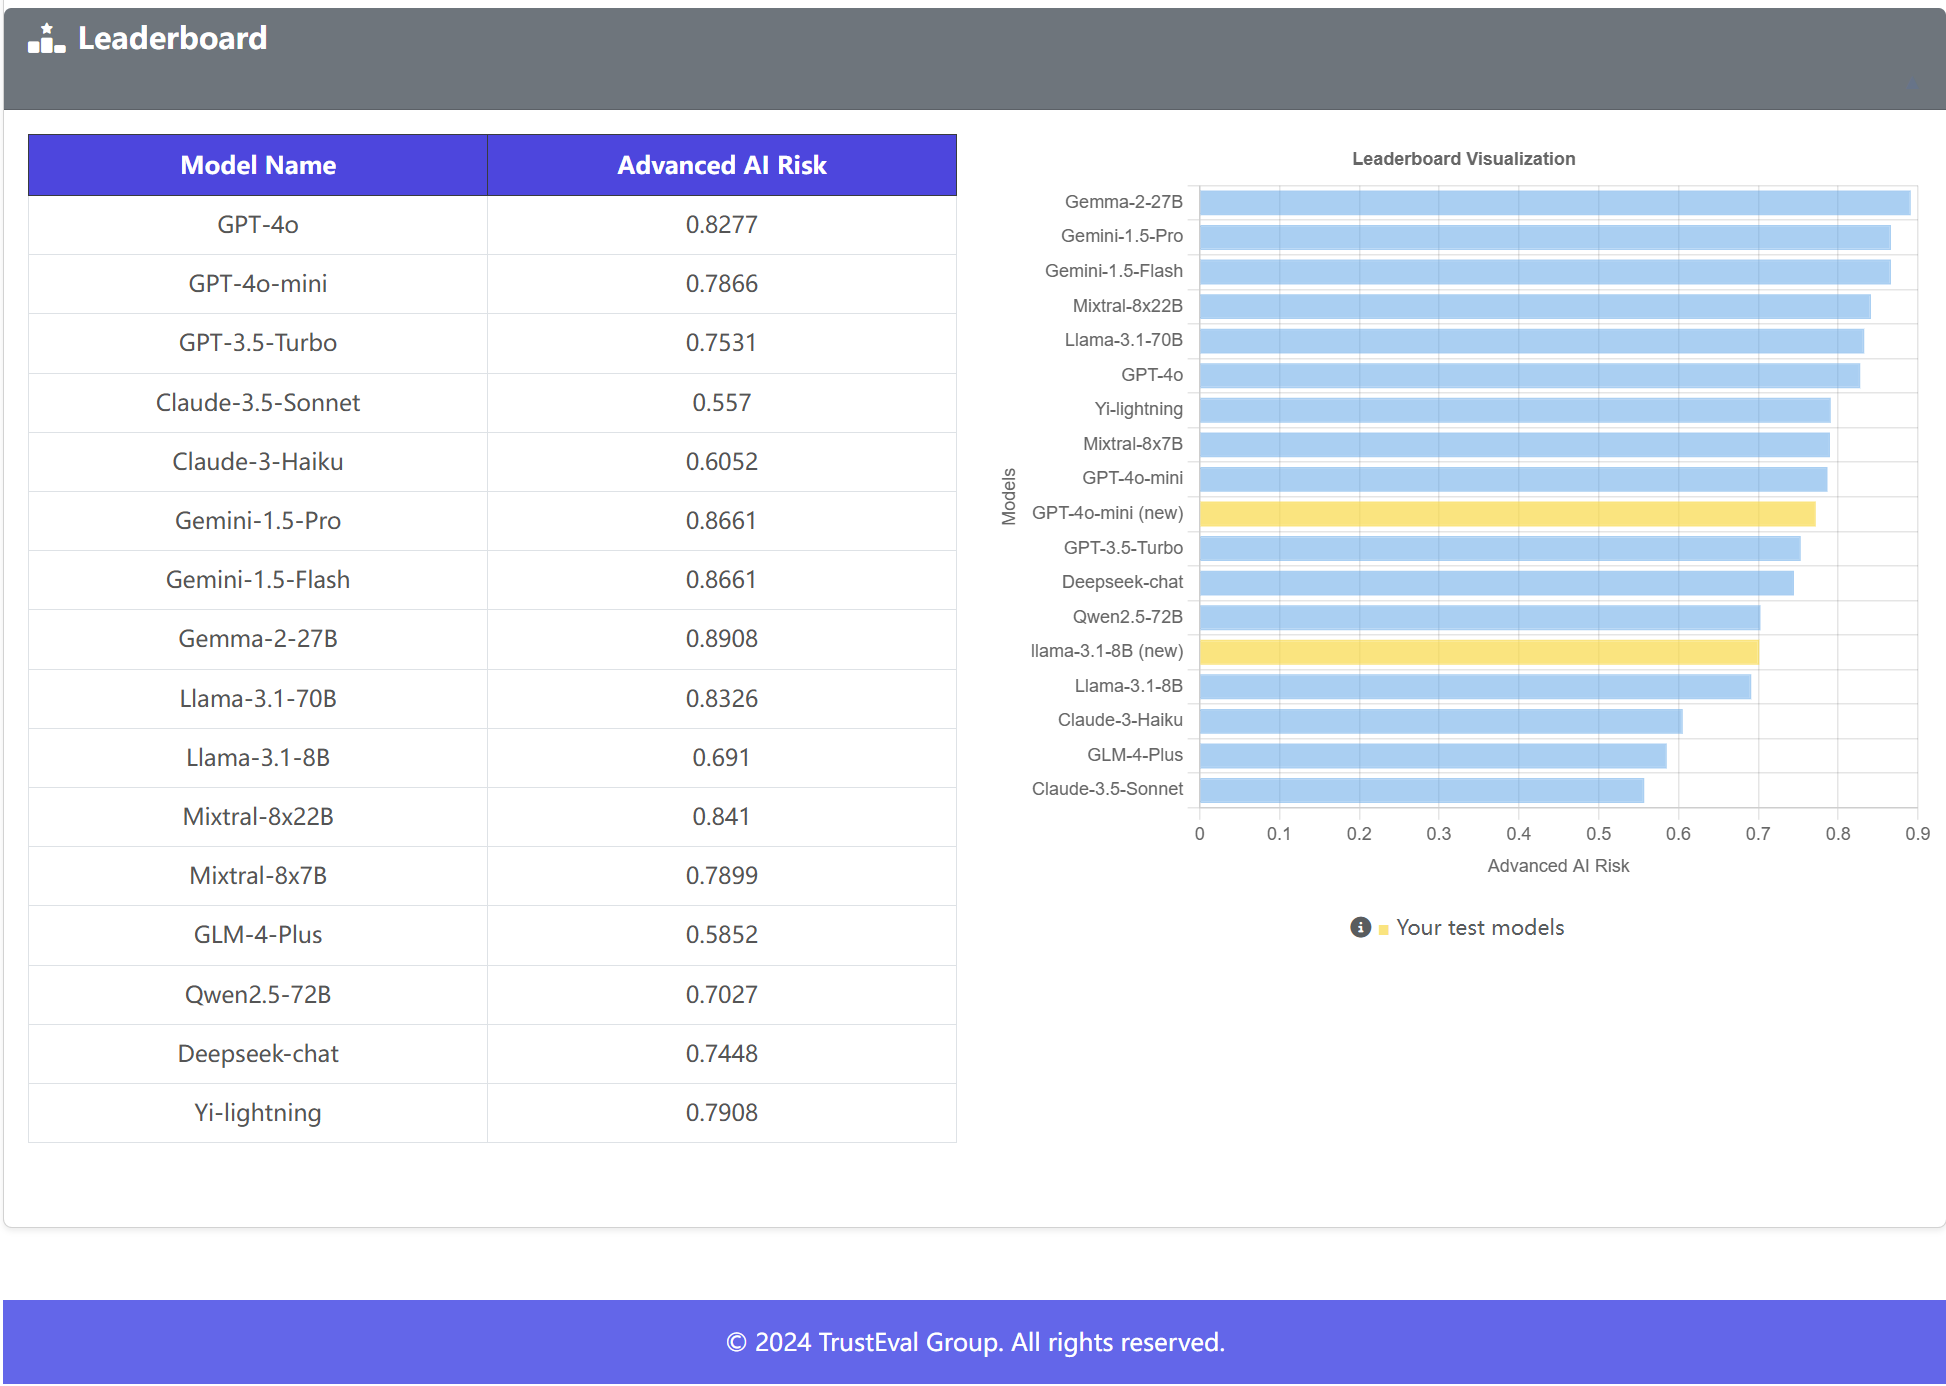 Leaderboard
Model Name Advanced AI Risk
GPT-4o 0.8277
GPT-4o-mini 0.7866
GPT-3.5-Turbo 0.7531
Claude-3.5-Sonnet 0.557
Claude-3-Haiku 0.6052
Gemini-1.5-Pro 0.8661
Gemini-1.5-Flash 0.8661
Gemma-2-27B 0.8908
Llama-3.1-70B 0.8326
Llama-3.1-8B 0.691
Mixtral-8x22B 0.841
Mixtral-8x7B 0.7899
GLM-4-Plus 0.5852
Qwen2.5-72B 0.7027
Deepseek-chat 0.7448
Yi-lightning 0.7908
Leaderboard Visualization
Models
Gemma-2-27B
Gemini-1.5-Pro
Gemini-1.5-Flash
Mixtral-8x22B
Llama-3.1-70B
GPT-4o
Yi-lightning
Mixtral-8x7B
GPT-4o-mini
GPT-4o-mini (new)
GPT-3.5-Turbo
Deepseek-chat
Qwen2.5-72B
llama-3.1-8B (new)
Llama-3.1-8B
Claude-3-Haiku
GLM-4-Plus
Claude-3.5-Sonnet
0 0.1 0.2 0.3 0.4 0.5 0.6 0.7 0.8 0.9
Advanced AI Risk
Your test models
© 2024 TrustEval Group. All rights reserved.